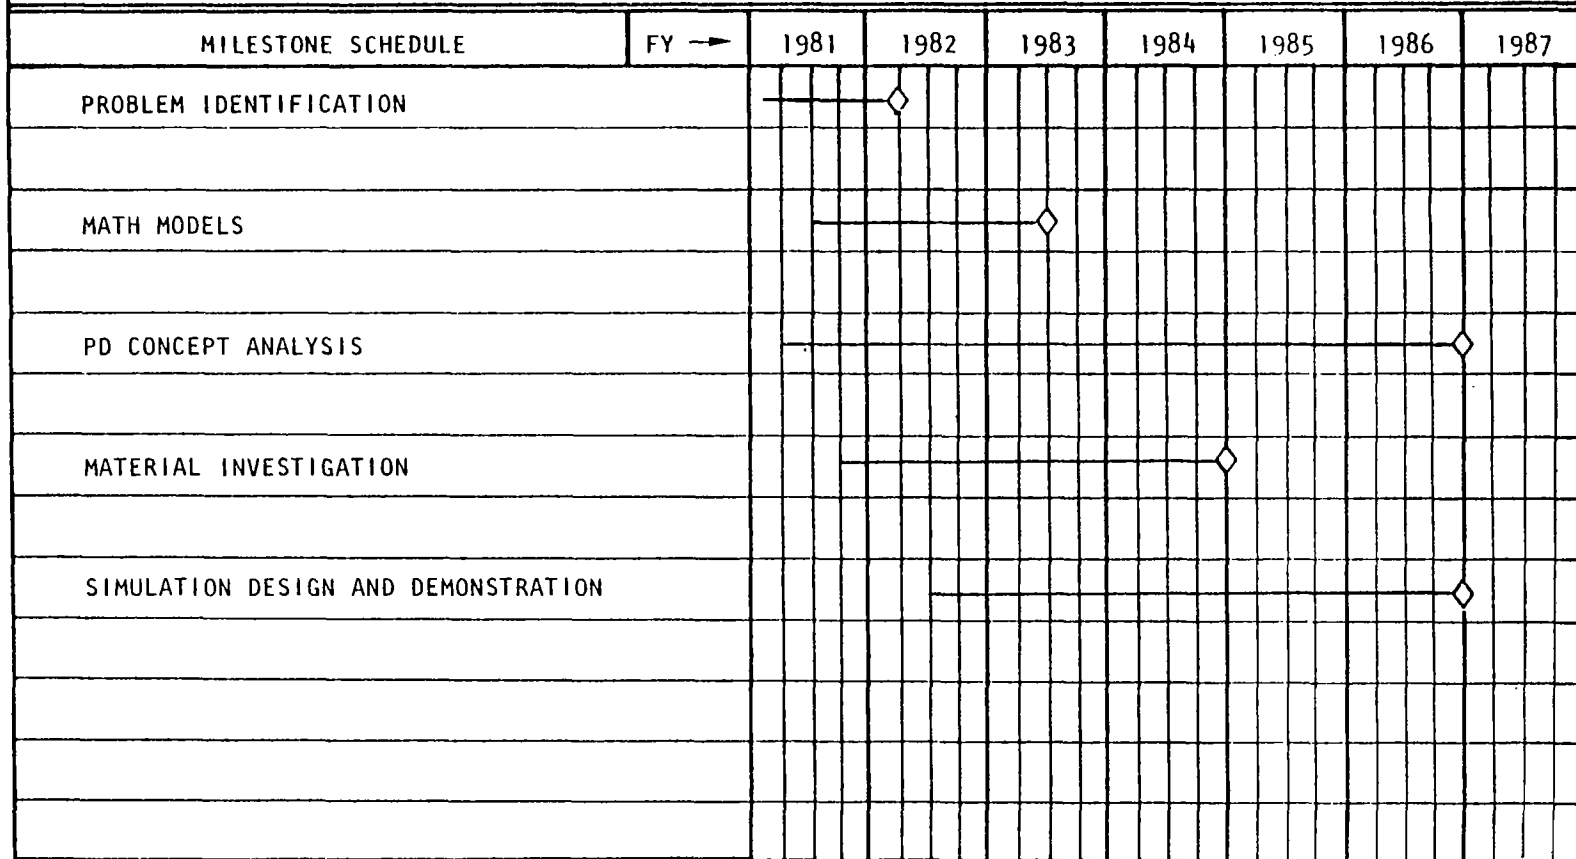 MILESTONE SCHEDULE FY → 1981 1982 1983 1984 1985 1986 1987
PROBLEM IDENTIFICATION
MATH MODELS
PD CONCEPT ANALYSIS
MATERIAL INVESTIGATION
SIMULATION DESIGN AND DEMONSTRATION